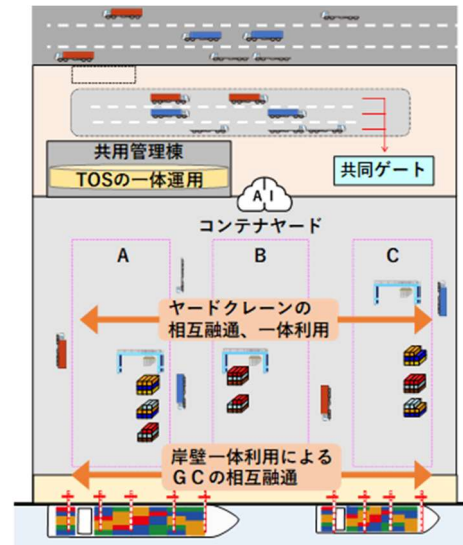 共用管理棟
TOSの一体運用
共同ゲート
AI
コンテナヤード
A
B
C
ヤードクレーンの
相互融通、一体利用
岸壁一体利用による
GCの相互融通